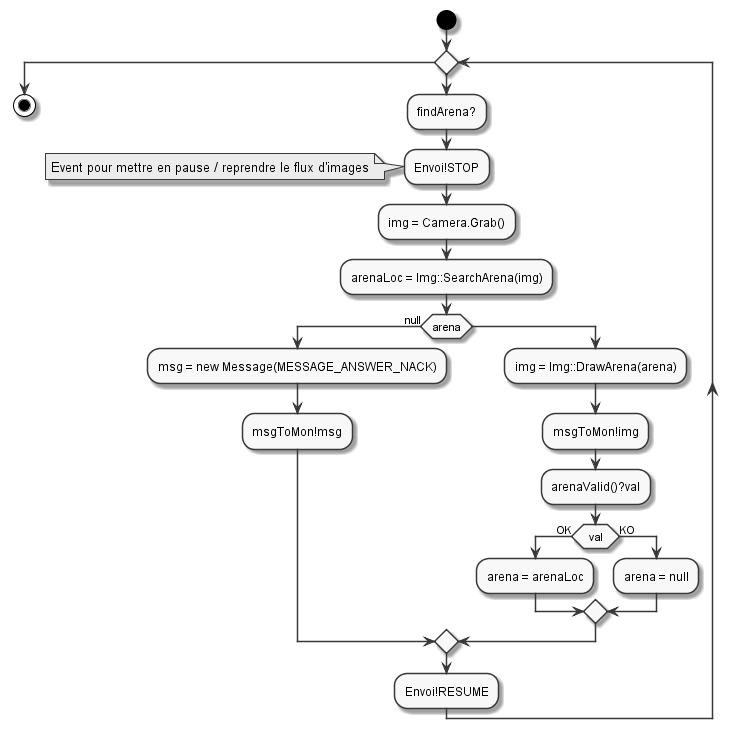 findArena?
Event pour mettre en pause / reprendre le flux d'images
Envoi!STOP
img = Camera.Grab()
arenaLoc = Img::SearchArena(img)
null
arena
msg = new Message(MESSAGE_ANSWER_NACK)
img = Img::DrawArena(arena)
msgToMon!msg
msgToMon!img
arenaValid()?val
OK
val
KO
arena = arenaLoc
arena = null
Envoi!RESUME